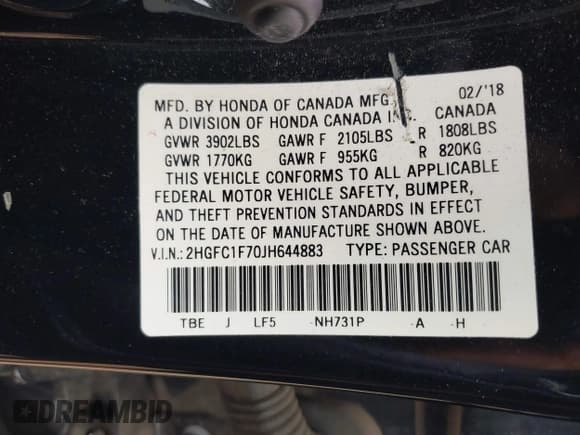 02/'18
MFD. BY HONDA OF CANADA MFG.
A DIVISION OF HONDA CANADA INC. CANADA
GVWR 3902LBS GAWR F 2105LBS R 1808LBS
GVWR 1770KG GAWR F 955KG R 820KG
THIS VEHICLE CONFORMS TO ALL APPLICABLE
FEDERAL MOTOR VEHICLE SAFETY, BUMPER,
AND THEFT PREVENTION STANDARDS IN EFFECT
ON THE DATE OF MANUFACTURE SHOWN ABOVE.
V.I.N.: 2HGFC1F70JH644883 TYPE: PASSENGER CAR
TBE J LF5 -NH731P -A -H
DREAMBID